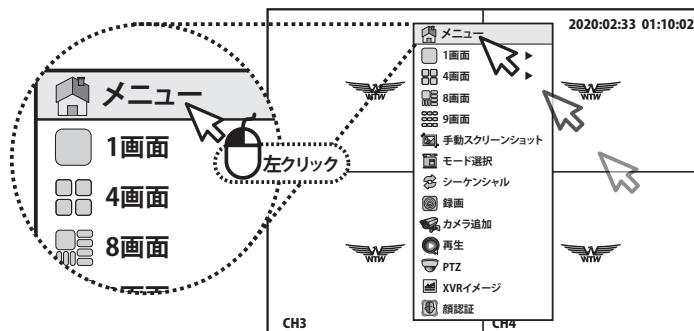 2020:02:33 01:10:02
メニュー
1画面
4画面
8画面
9画面
手動スクリーンショット
モード選択
シーケンシャル
録画
カメラ追加
再生
PTZ
XVRイメージ
顔認証
メニュー
1画面
4画面
8画面
左クリック
WTW
WTW
WTW
WTW
CH3
CH4